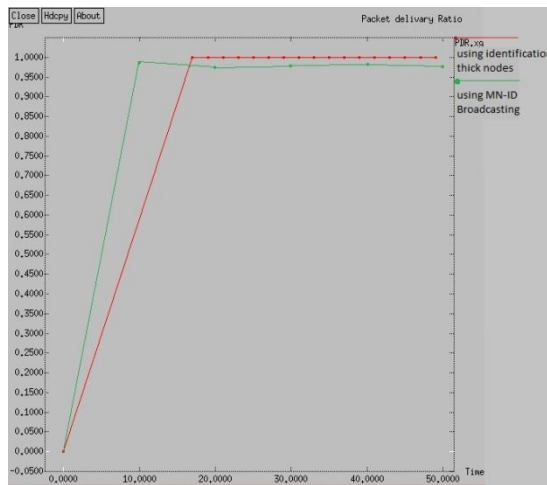 Close Hdcpy About
PDR
Packet delivary Ratio
PDR.xg
using identification
thick nodes
using MN-ID
Broadcasting
1.0000
0.9500
0.9000
0.8500
0.8000
0.7500
0.7000
0.6500
0.6000
0.5500
0.5000
0.4500
0.4000
0.3500
0.3000
0.2500
0.2000
0.1500
0.1000
0.0500
0.0000
-0.0500
0.0000 10.0000 20.0000 30.0000 40.0000 50.0000
Time